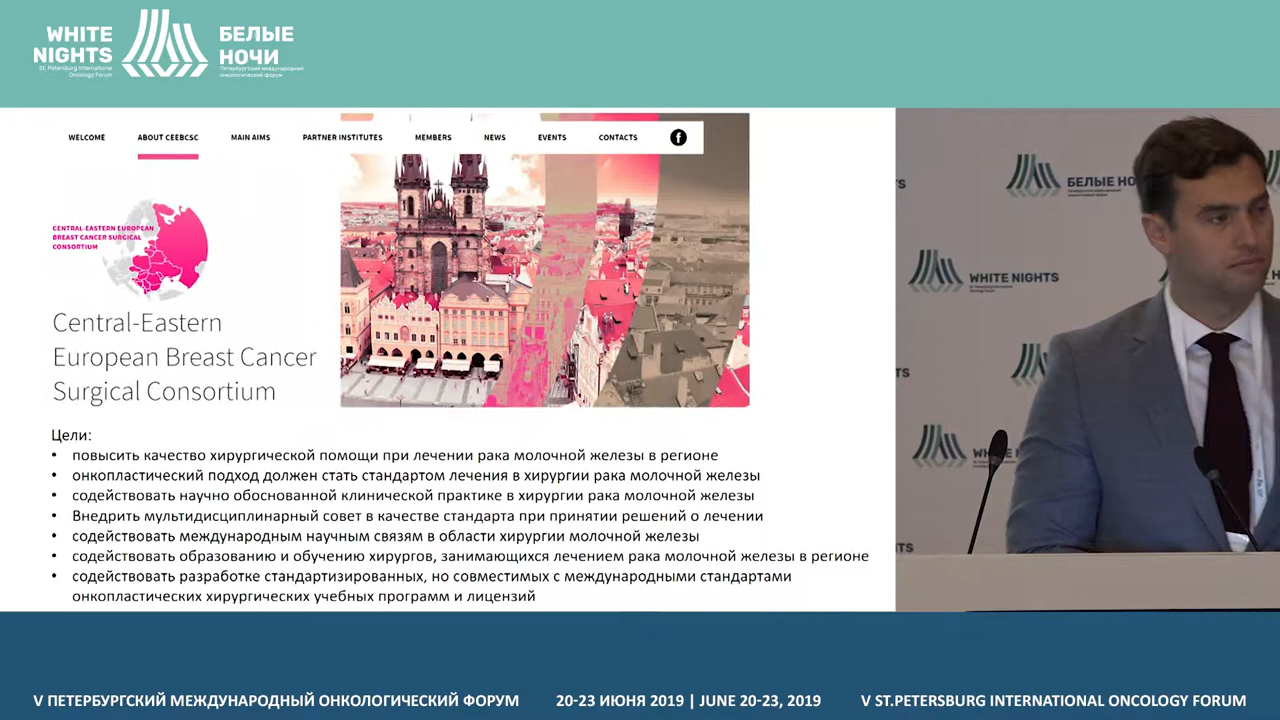 WHITE
NIGHTS
St. Petersburg International
Oncology Forum
БЕЛЫЕ
НОЧИ
Петербургский международный
онкологический форум
WELCOME ABOUT CEEBCSC MAIN AIMS PARTNER INSTITUTES MEMBERS NEWS EVENTS CONTACTS
CENTRAL-EASTERN EUROPEAN
BREAST CANCER SURGICAL
CONSORTIUM
Central-Eastern
European Breast Cancer
Surgical Consortium
Цели:
• повысить качество хирургической помощи при лечении рака молочной железы в регионе
• онкопластический подход должен стать стандартом лечения в хирургии рака молочной железы
• содействовать научно обоснованной клинической практике в хирургии рака молочной железы
• Внедрить мультидисциплинарный совет в качестве стандарта при принятии решений о лечении
• содействовать международным научным связям в области хирургии молочной железы
• содействовать образованию и обучению хирургов, занимающихся лечением рака молочной железы в регионе
• содействовать разработке стандартизированных, но совместимых с международными стандартами
онкопластических хирургических учебных программ и лицензий
БЕЛЫЕ НО
WHITE NIGHTS
V ПЕТЕРБУРГСКИЙ МЕЖДУНАРОДНЫЙ ОНКОЛОГИЧЕСКИЙ ФОРУМ 20-23 ИЮНЯ 2019 | JUNE 20-23, 2019 V ST.PETERSBURG INTERNATIONAL ONCOLOGY FORUM